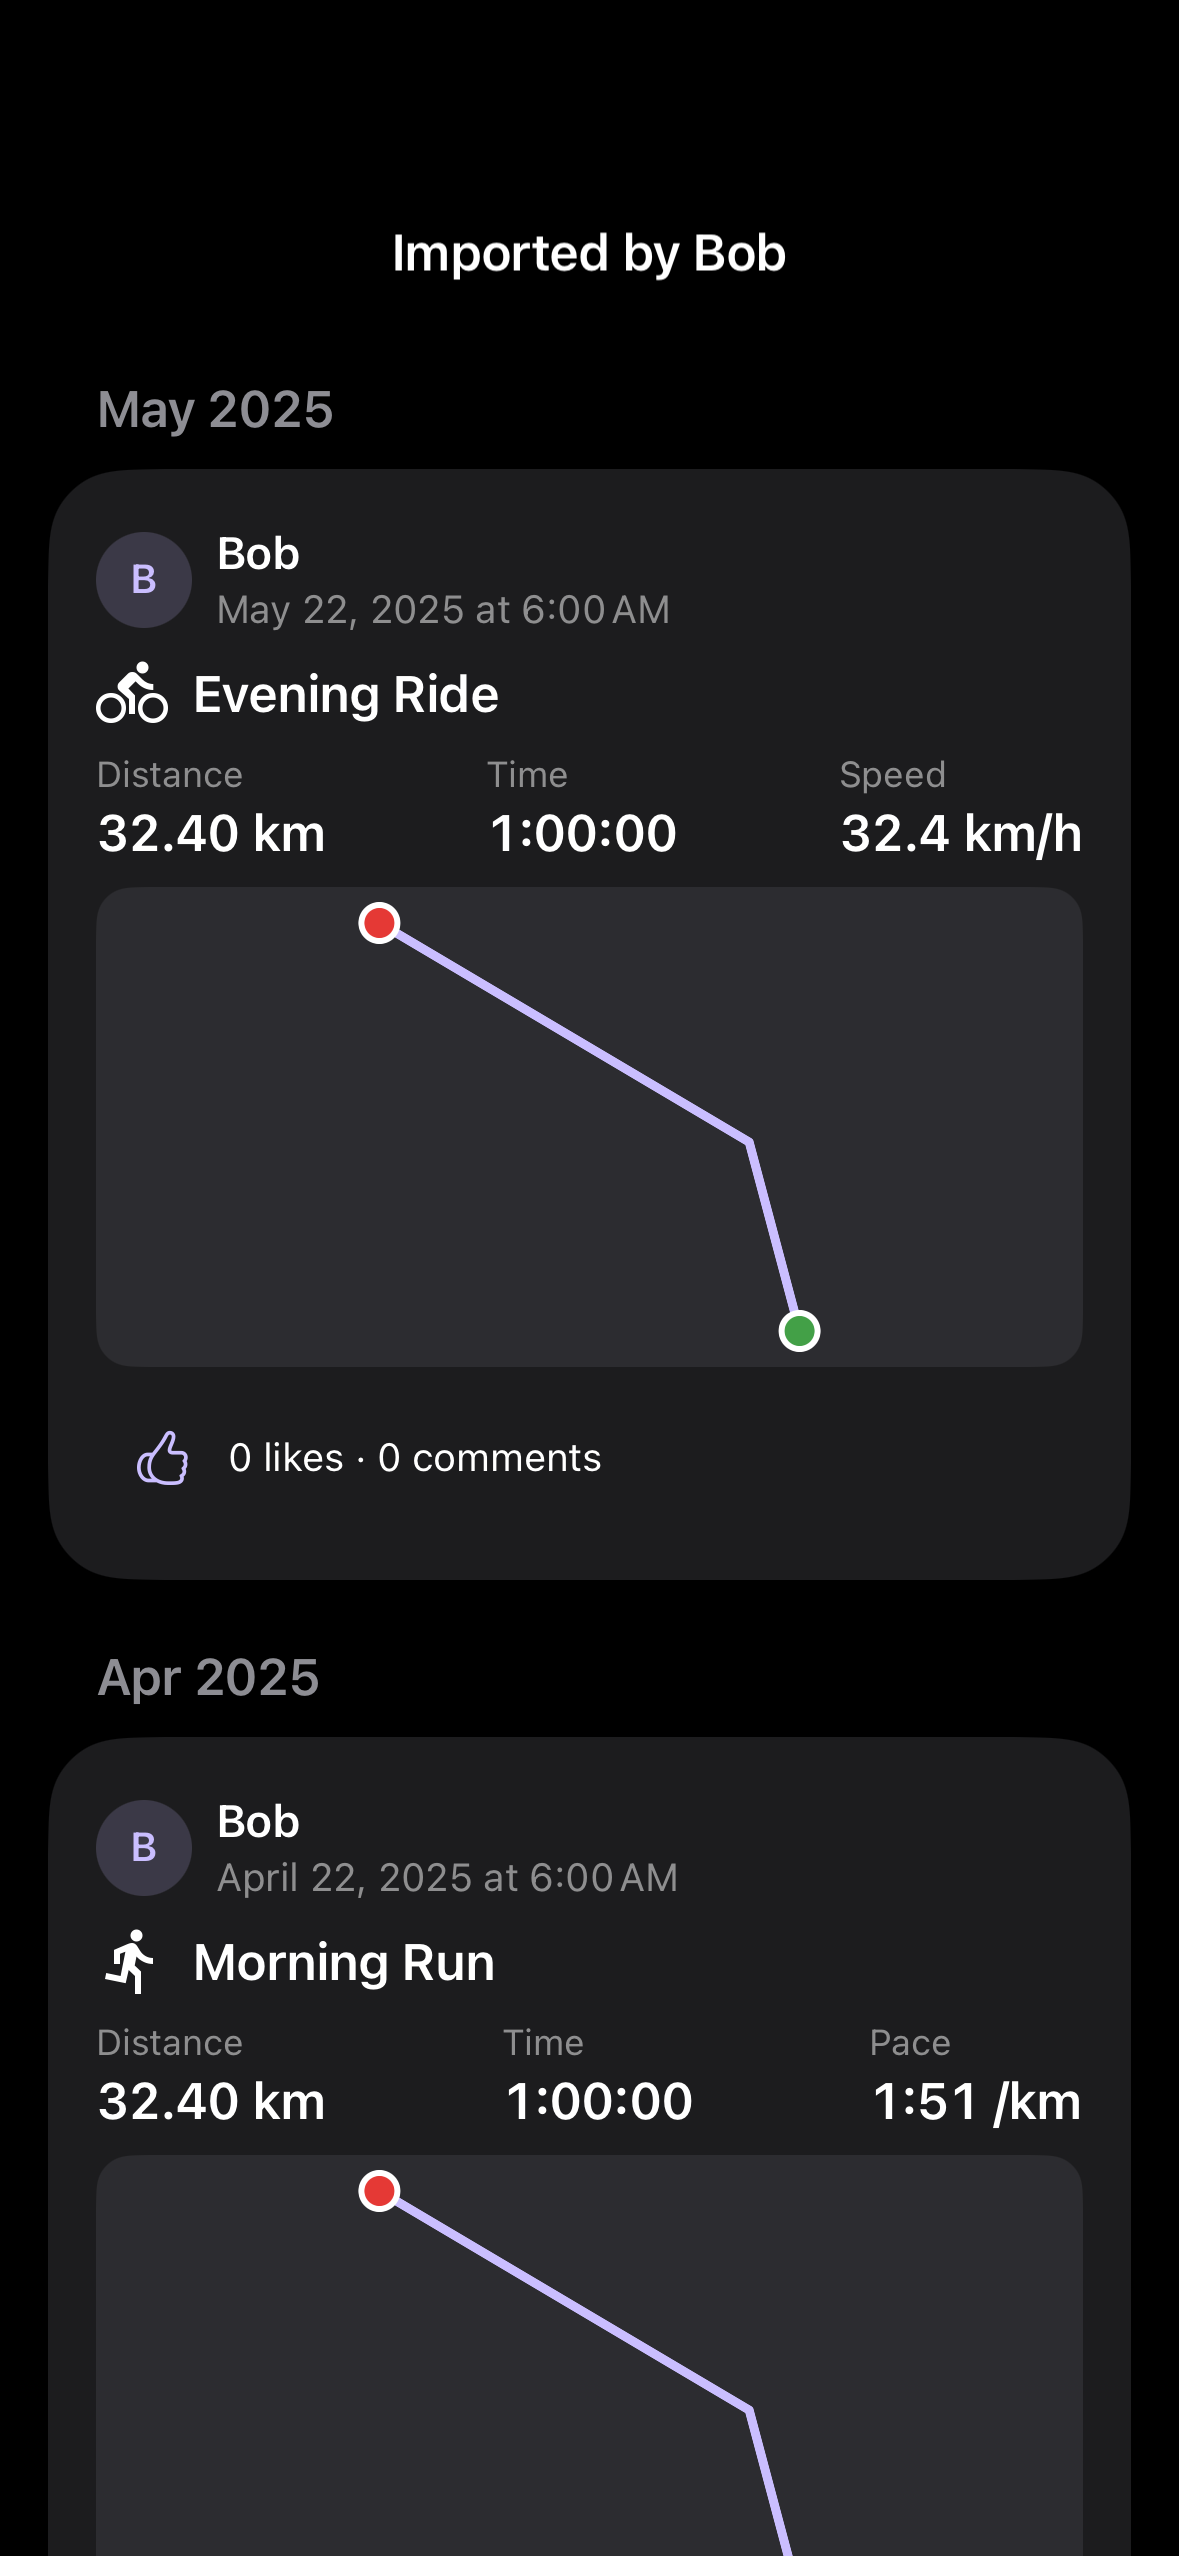 Imported by Bob
May 2025
B
Bob
May 22, 2025 at 6:00 AM
Evening Ride
Distance Time Speed
32.40 km 1:00:00 32.4 km/h
0 likes · 0 comments
Apr 2025
B
Bob
April 22, 2025 at 6:00 AM
Morning Run
Distance Time Pace
32.40 km 1:00:00 1:51 /km